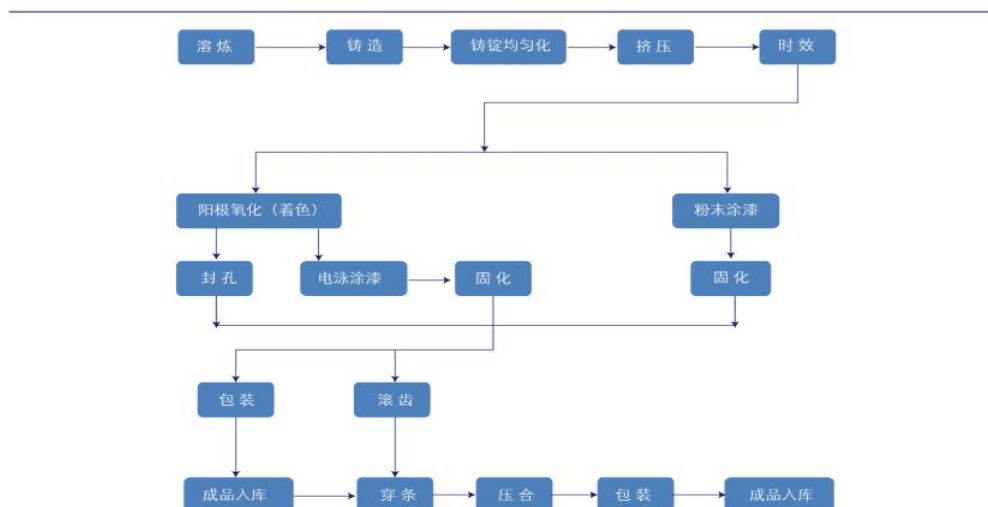 溶炼
铸造
铸锭均匀化
挤压
时效
阳极氧化（着色）
粉末涂漆
封孔
电泳涂漆
固化
固化
包装
滚齿
成品入库
穿条
压合
包装
成品入库